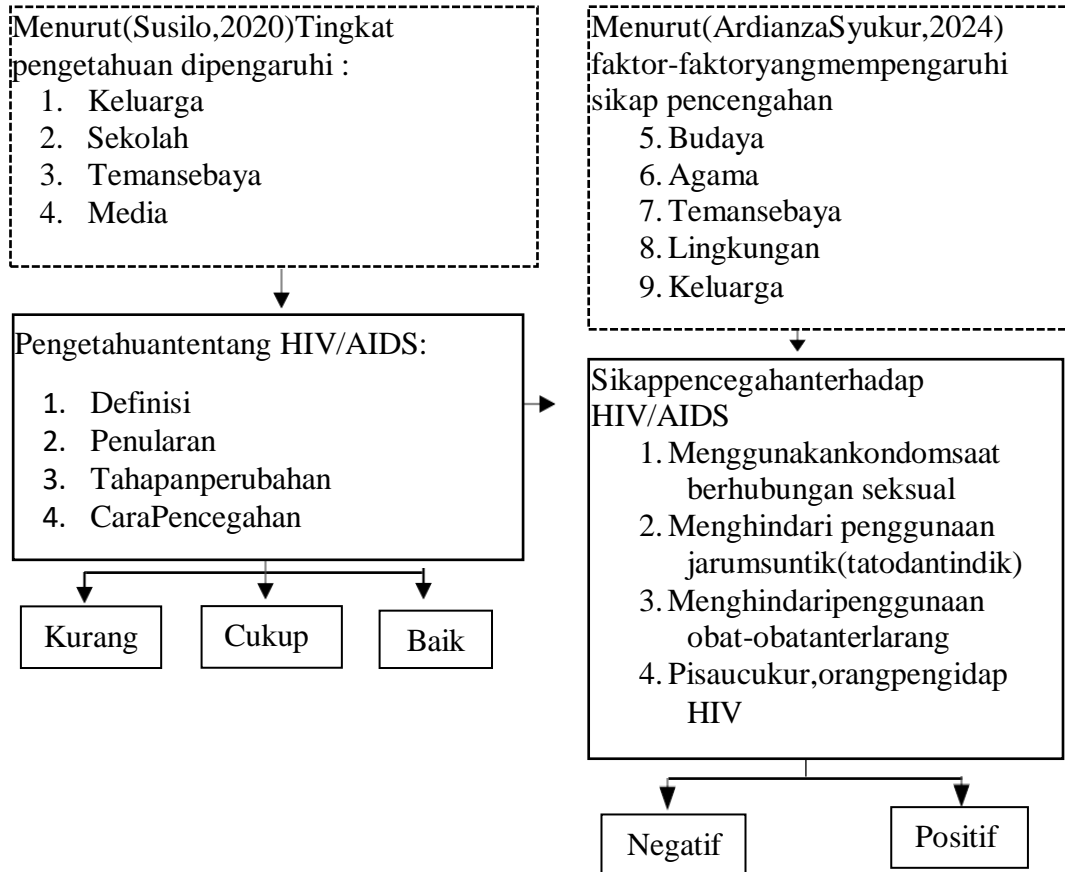 Menurut(Susilo,2020)Tingkat
pengetahuan dipengaruhi :
1. Keluarga
2. Sekolah
3. Temansebaya
4. Media
Menurut(ArdianzaSyukur,2024)
faktor-faktoryangmempengaruhi
sikap pencengahan
5. Budaya
6. Agama
7. Temansebaya
8. Lingkungan
9. Keluarga
Pengetahuantentang HIV/AIDS:
1. Definisi
2. Penularan
3. Tahapanperubahan
4. CaraPencegahan
Sikappencegahanterhadap
HIV/AIDS
1. Menggunakankondomsaat
berhubungan seksual
2. Menghindari penggunaan
jarumsuntik(tatodantindik)
3. Menghindaripenggunaan
obat-obatanterlarang
4. Pisaucukur,orangpengidap
HIV
Kurang
Cukup
Baik
Negatif
Positif